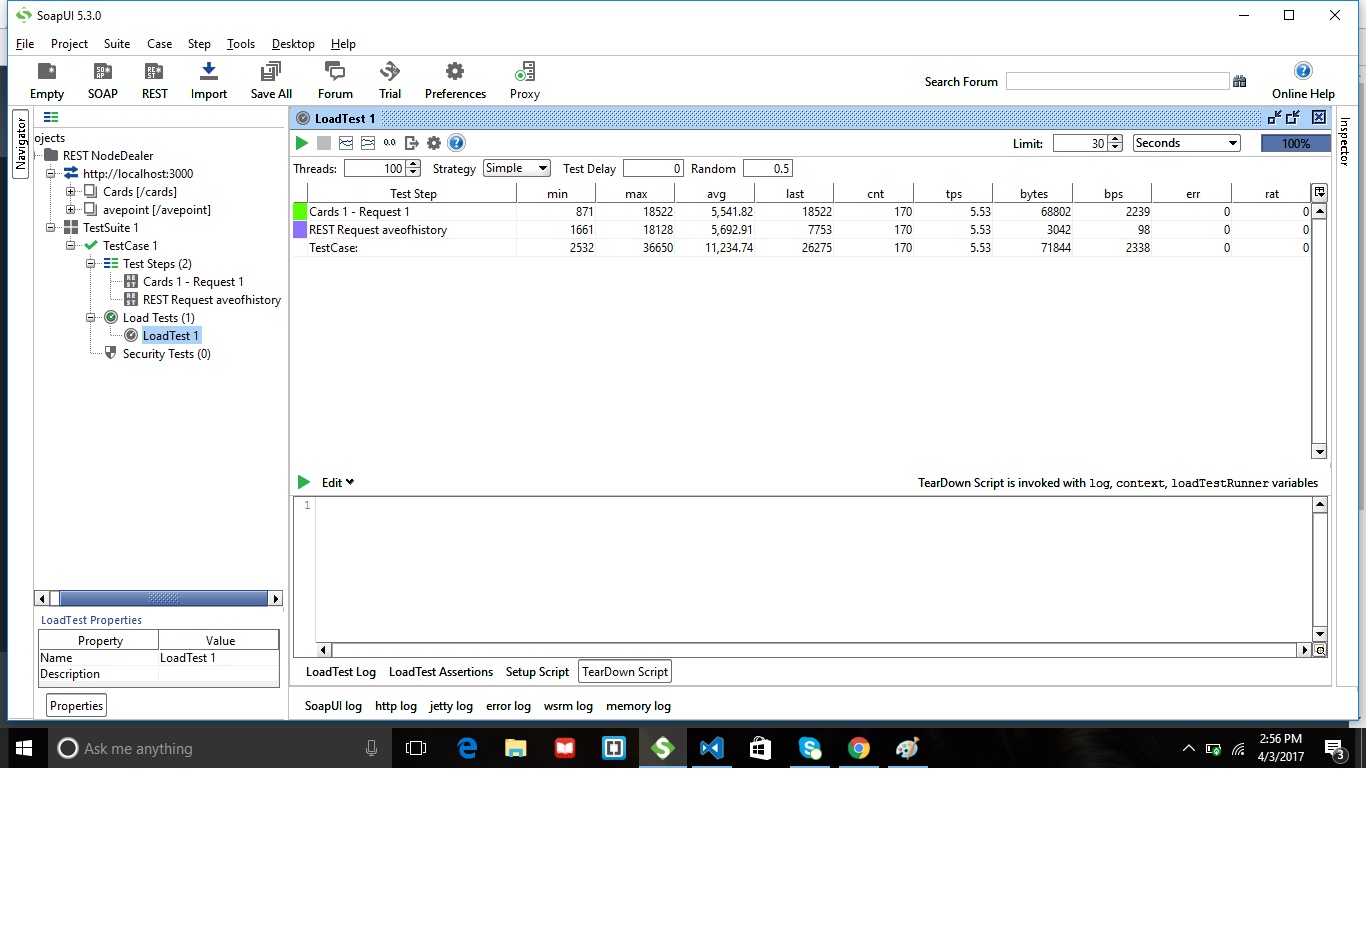 SoapUI 5.3.0
File Project Suite Case Step Tools Desktop Help
Empty SOAP REST Import Save All Forum Trial Preferences Proxy Search Forum Online Help
Navigator
Inspector
ojects
REST NodeDealer
http://localhost:3000
Cards [/cards]
avepoint [/avepoint]
TestSuite 1
TestCase 1
Test Steps (2)
Cards 1 - Request 1
REST Request aveofhistory
Load Tests (1)
LoadTest 1
Security Tests (0)
LoadTest Properties
Property Value
Name LoadTest 1
Description
Properties
LoadTest 1
0.0 Limit: 30 Seconds 100%
Threads: 100 Strategy Simple Test Delay 0 Random 0.5
Test Step min max avg last cnt tps bytes bps err rat
Cards 1 - Request 1 871 18522 5,541.82 18522 170 5.53 68802 2239 0 0
REST Request aveofhistory 1661 18128 5,692.91 7753 170 5.53 3042 98 0 0
TestCase: 2532 36650 11,234.74 26275 170 5.53 71844 2338 0 0
Edit TearDown Script is invoked with log, context, loadTestRunner variables
1
LoadTest Log LoadTest Assertions Setup Script TearDown Script
SoapUI log http log jetty log error log wsrm log memory log
Ask me anything
2:56 PM
4/3/2017
3